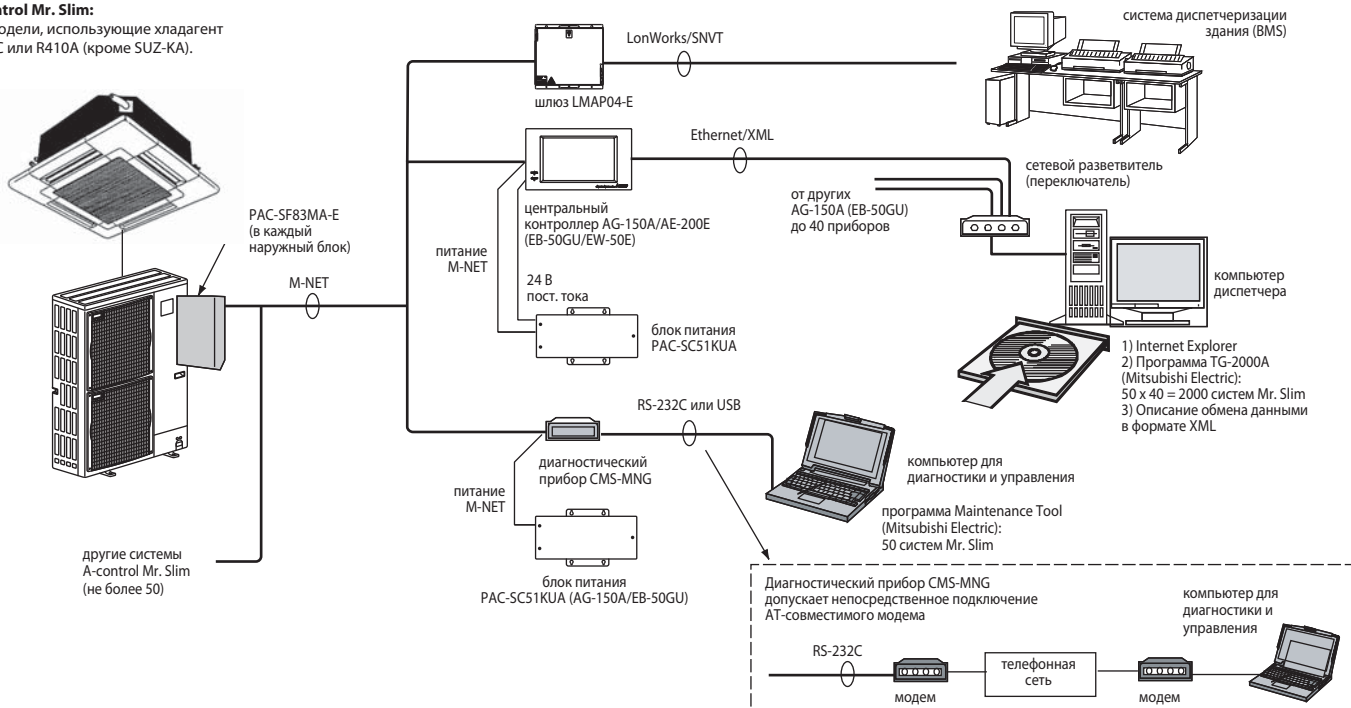 ntrol Mr. Slim:
одели, использующие хладагент
С или R410A (кроме SUZ-KA).
PAC-SF83MA-E
(в каждый
наружный блок)
M-NET
другие системы
A-control Mr. Slim
(не более 50)
LonWorks/SNVT
шлюз LMAP04-E
система диспетчеризации
здания (BMS)
Ethernet/XML
центральный
контроллер AG-150A/AE-200E
(EB-50GU/EW-50E)
питание
M-NET
24 В
пост. тока
блок питания
PAC-SC51KUA
от других
AG-150A (EB-50GU)
до 40 приборов
сетевой разветвитель
(переключатель)
компьютер
диспетчера
1) Internet Explorer
2) Программа TG-2000A
(Mitsubishi Electric):
50 x 40 = 2000 систем Mr. Slim
3) Описание обмена данными
в формате XML
RS-232C или USB
диагностический
прибор CMS-MNG
питание
M-NET
блок питания
PAC-SC51KUA (AG-150A/EB-50GU)
компьютер для
диагностики и управления
программа Maintenance Tool
(Mitsubishi Electric):
50 систем Mr. Slim
Диагностический прибор CMS-MNG
допускает непосредственное подключение
АТ-совместимого модема
RS-232C
модем
телефонная
сеть
модем
компьютер для
диагностики и
управления